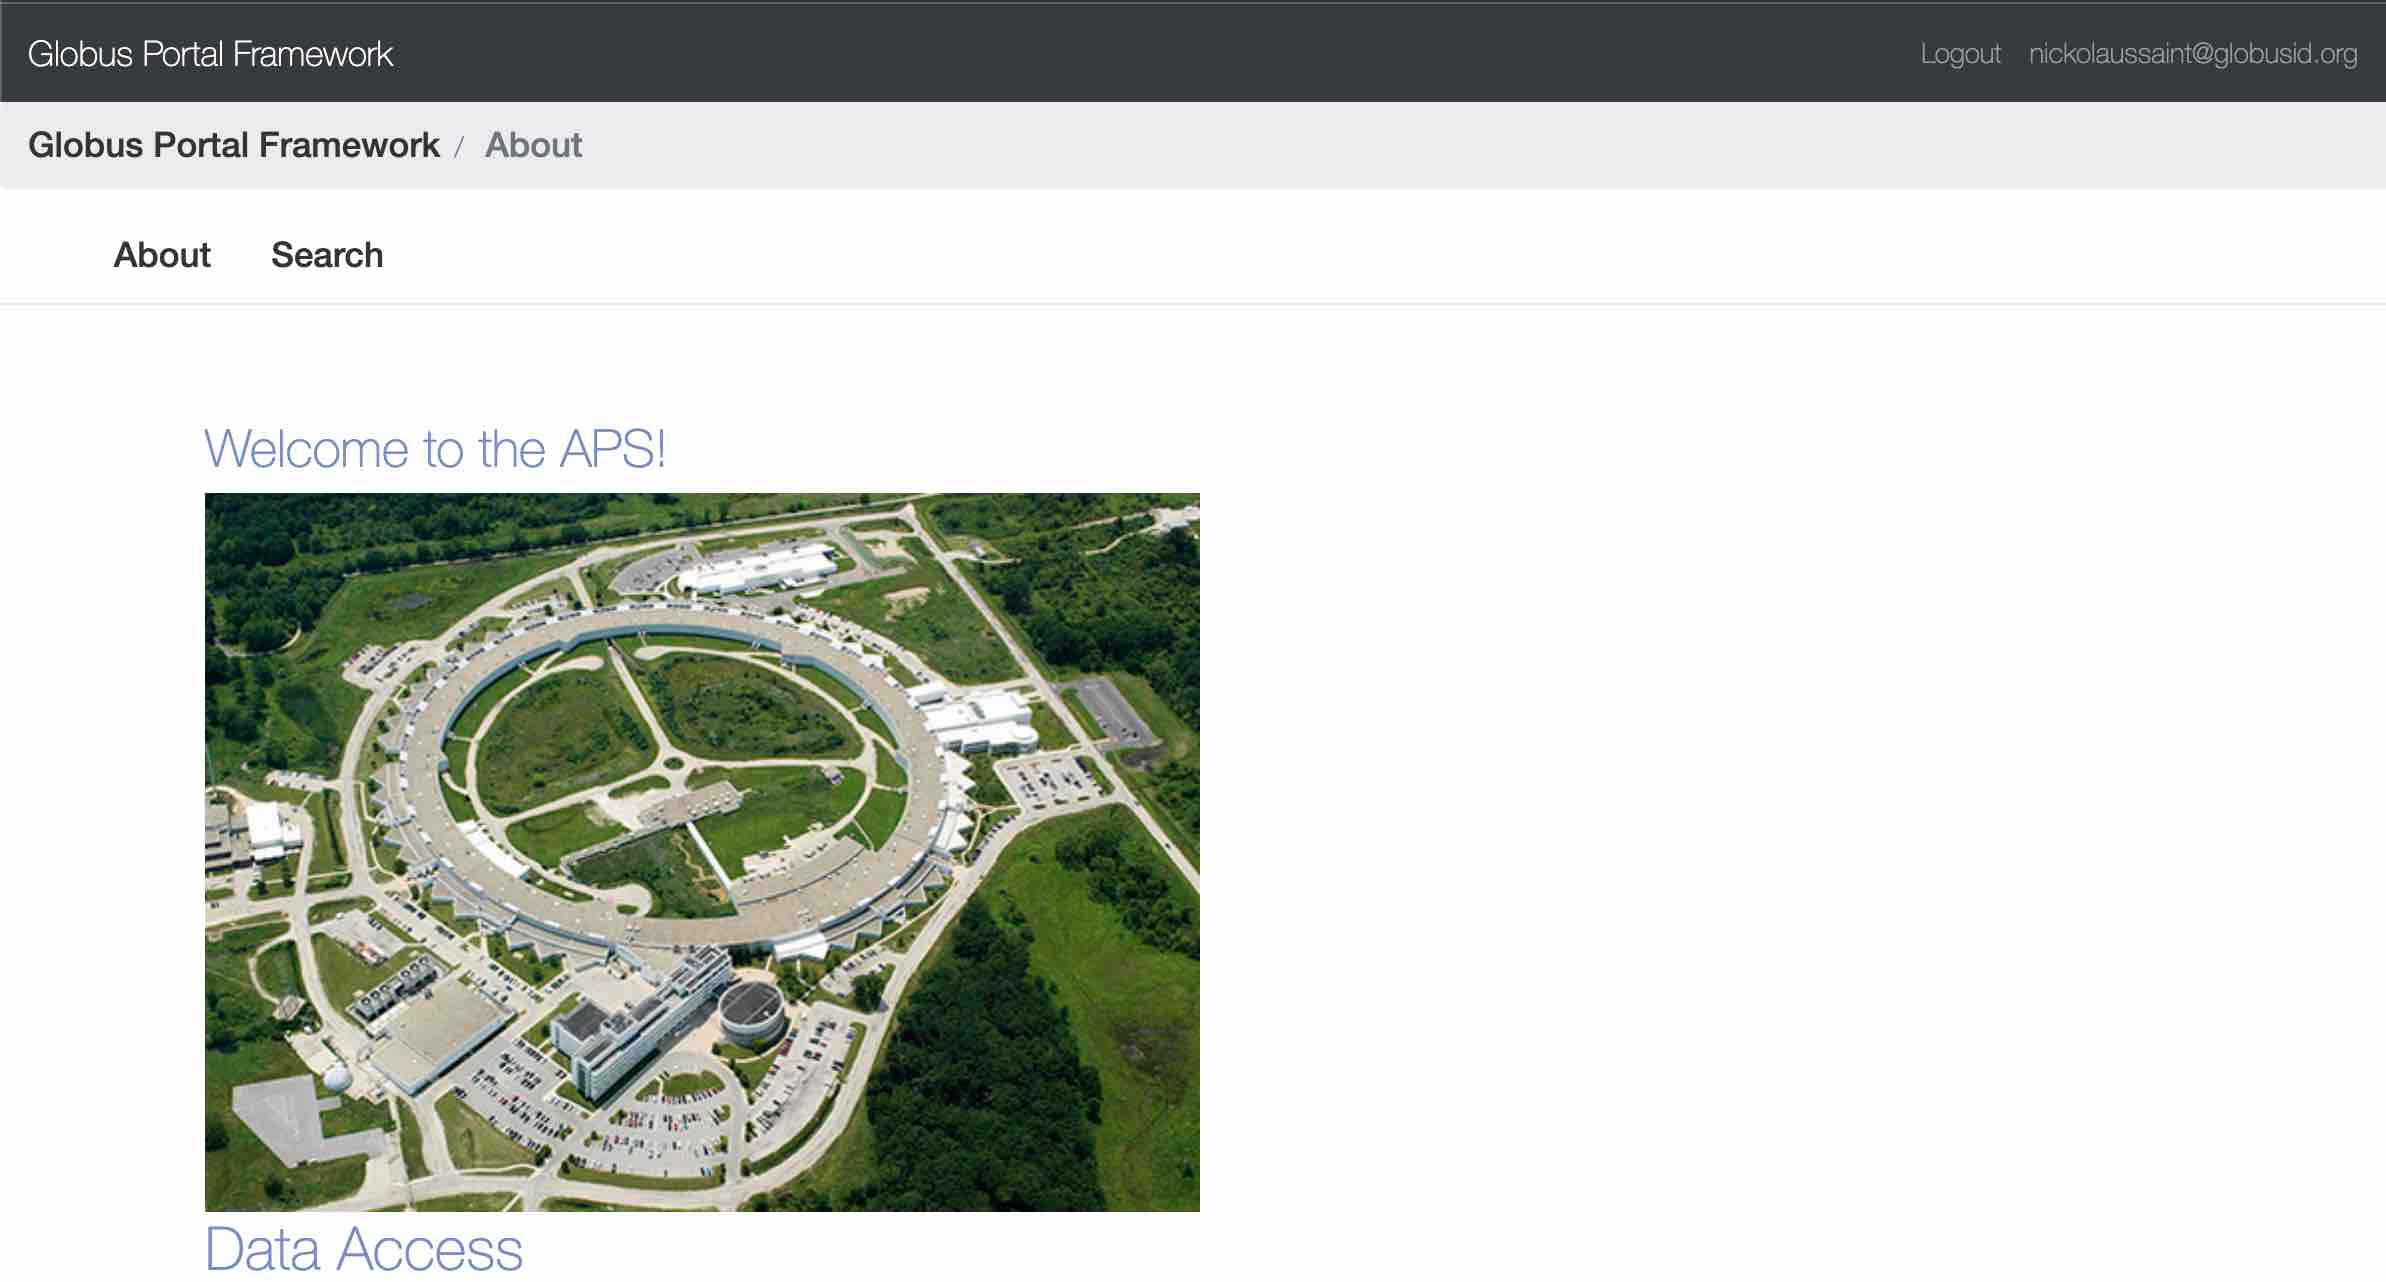 Globus Portal Framework Logout nickolaussaint@globusid.org
Globus Portal Framework / About
About Search
Welcome to the APS!
Data Access